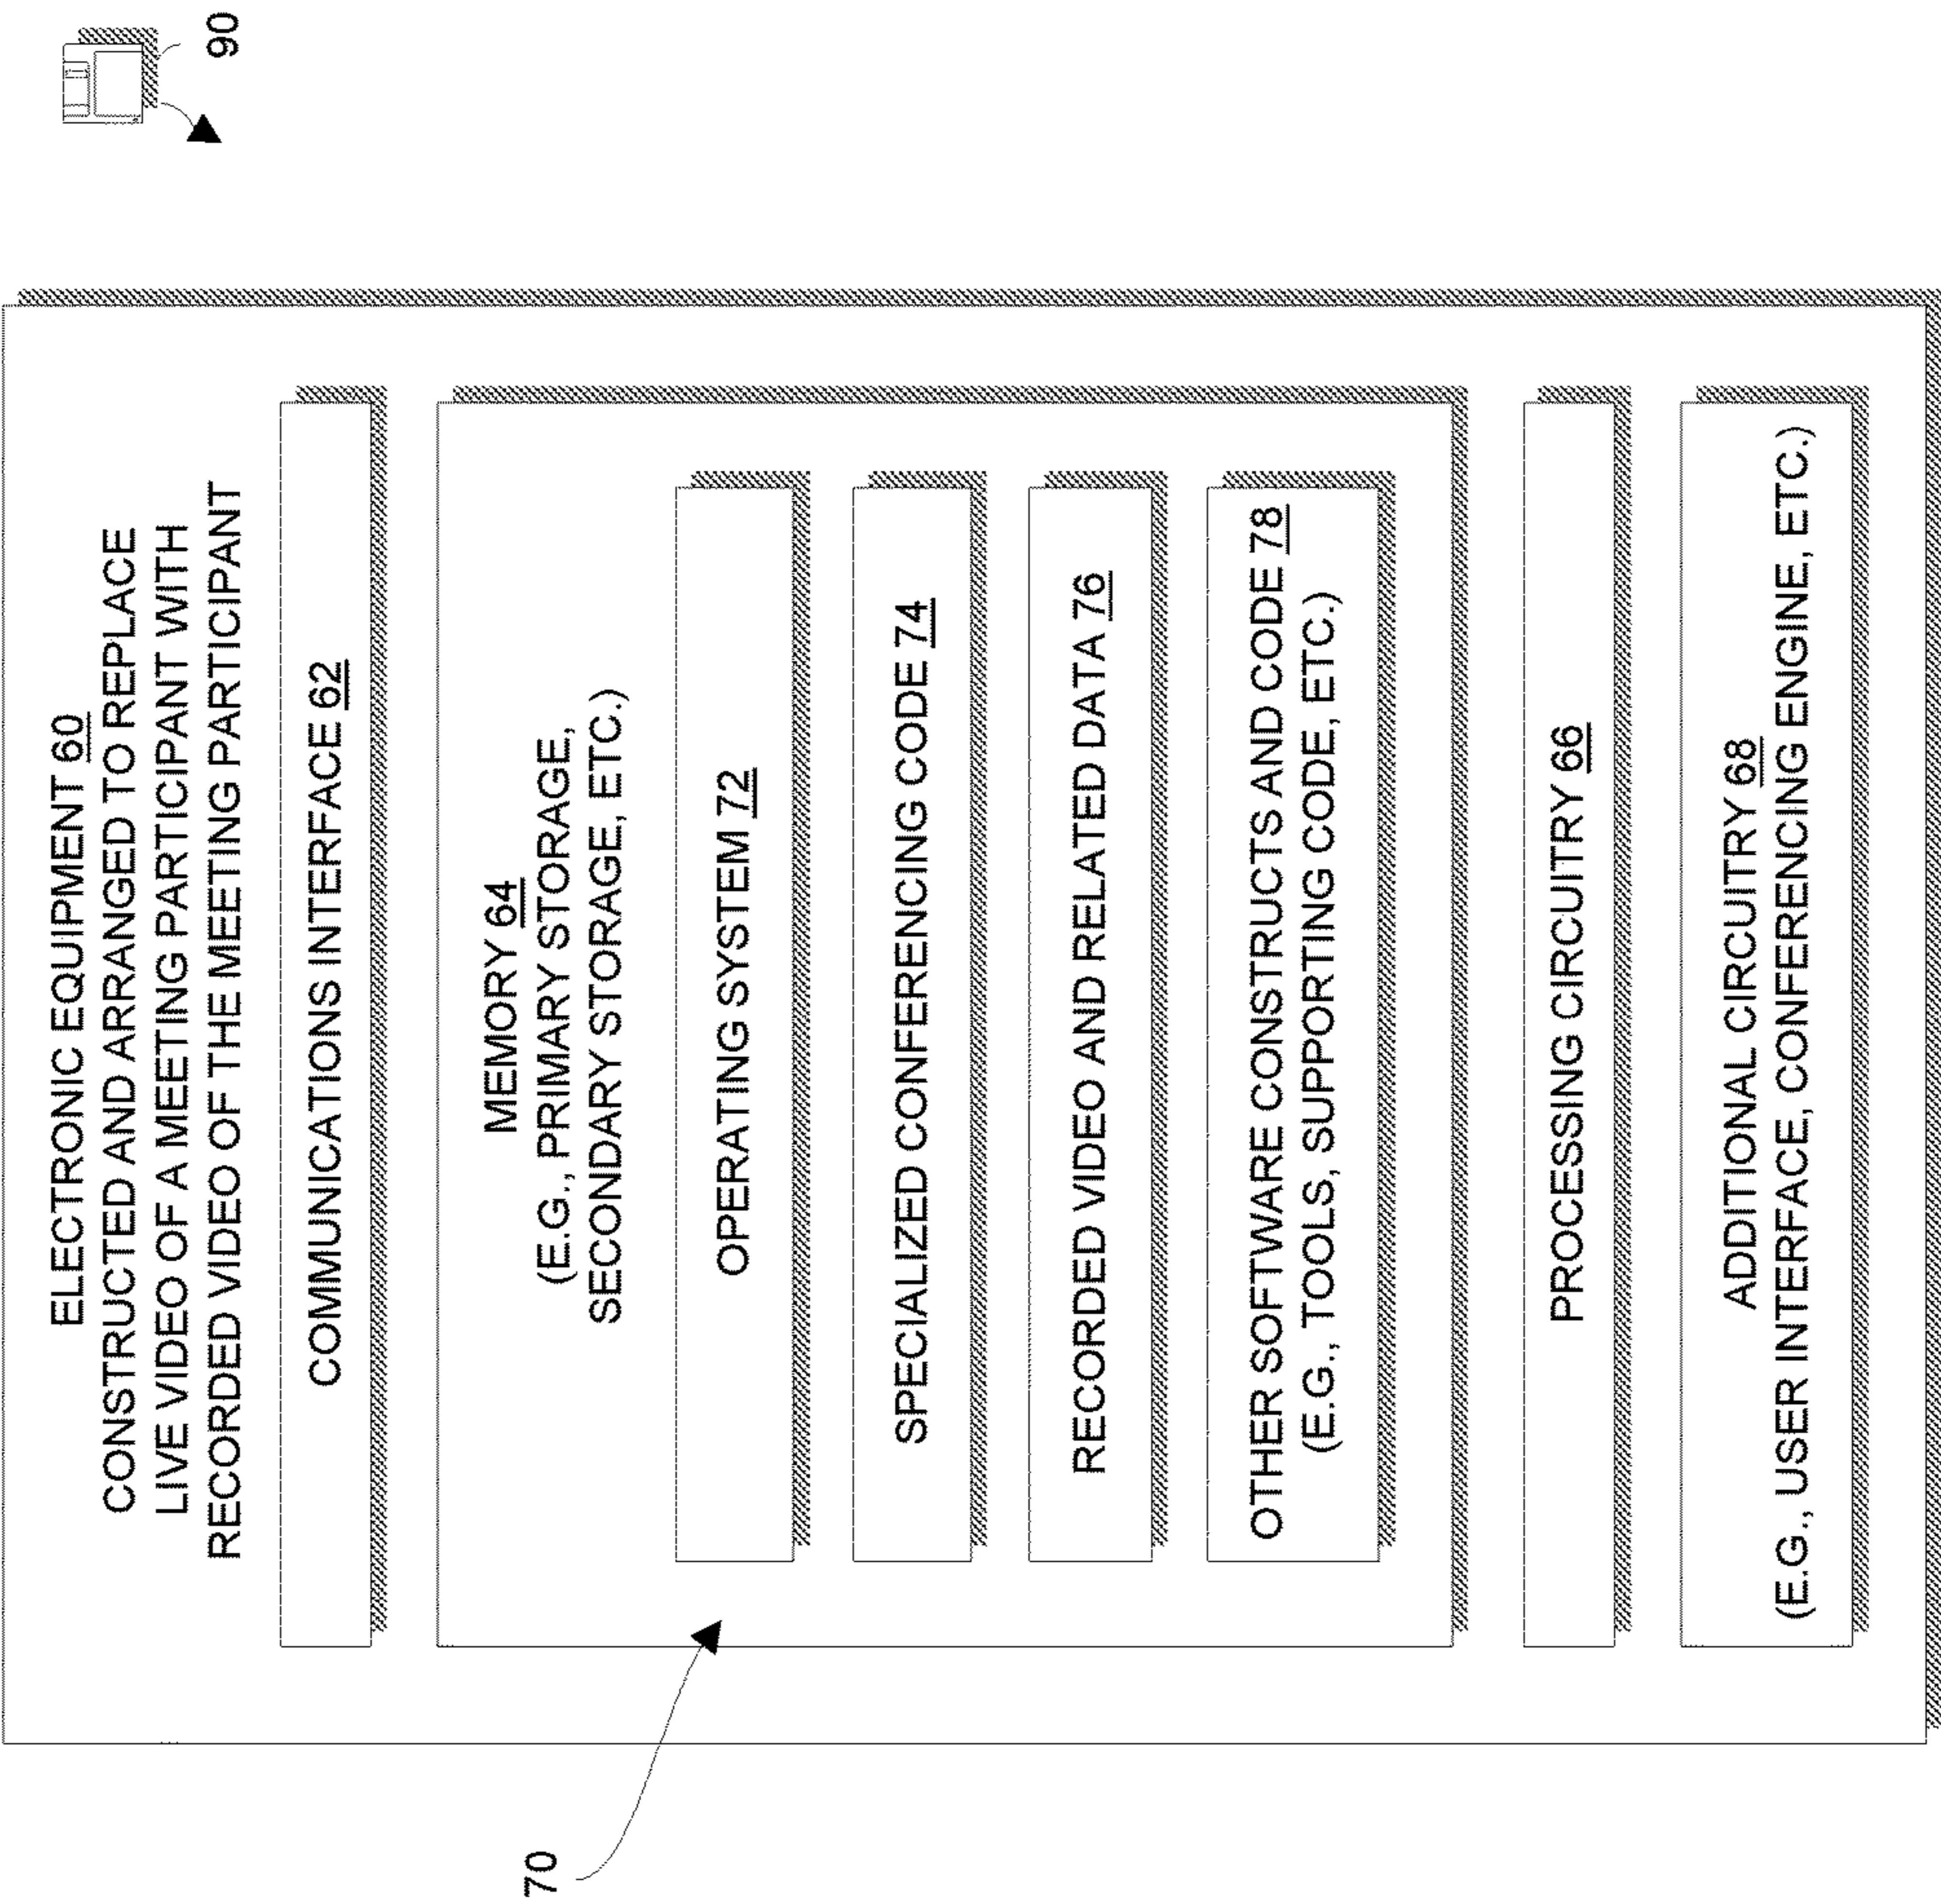 ELECTRONIC EQUIPMENT 60
CONSTRUCTED AND ARRANGED TO REPLACE
LIVE VIDEO OF A MEETING PARTICIPANT WITH
RECORDED VIDEO OF THE MEETING PARTICIPANT
COMMUNICATIONS INTERFACE 62
MEMORY 64
(E.G., PRIMARY STORAGE,
SECONDARY STORAGE, ETC.)
70
OPERATING SYSTEM 72
SPECIALIZED CONFERENCING CODE 74
RECORDED VIDEO AND RELATED DATA 76
OTHER SOFTWARE CONSTRUCTS AND CODE 78
(E.G., TOOLS, SUPPORTING CODE, ETC.)
PROCESSING CIRCUITRY 66
ADDITIONAL CIRCUITRY 68
(E.G., USER INTERFACE, CONFERENCING ENGINE, ETC.)
90